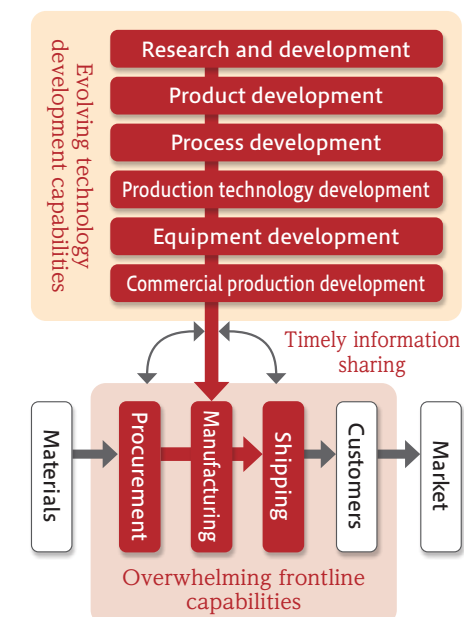 Evolving technology
development capabilities
Research and development
Product development
Process development
Production technology development
Equipment development
Commercial production development
Timely information
sharing
Materials
Procurement
Manufacturing
Shipping
Customers
Market
Overwhelming frontline
capabilities